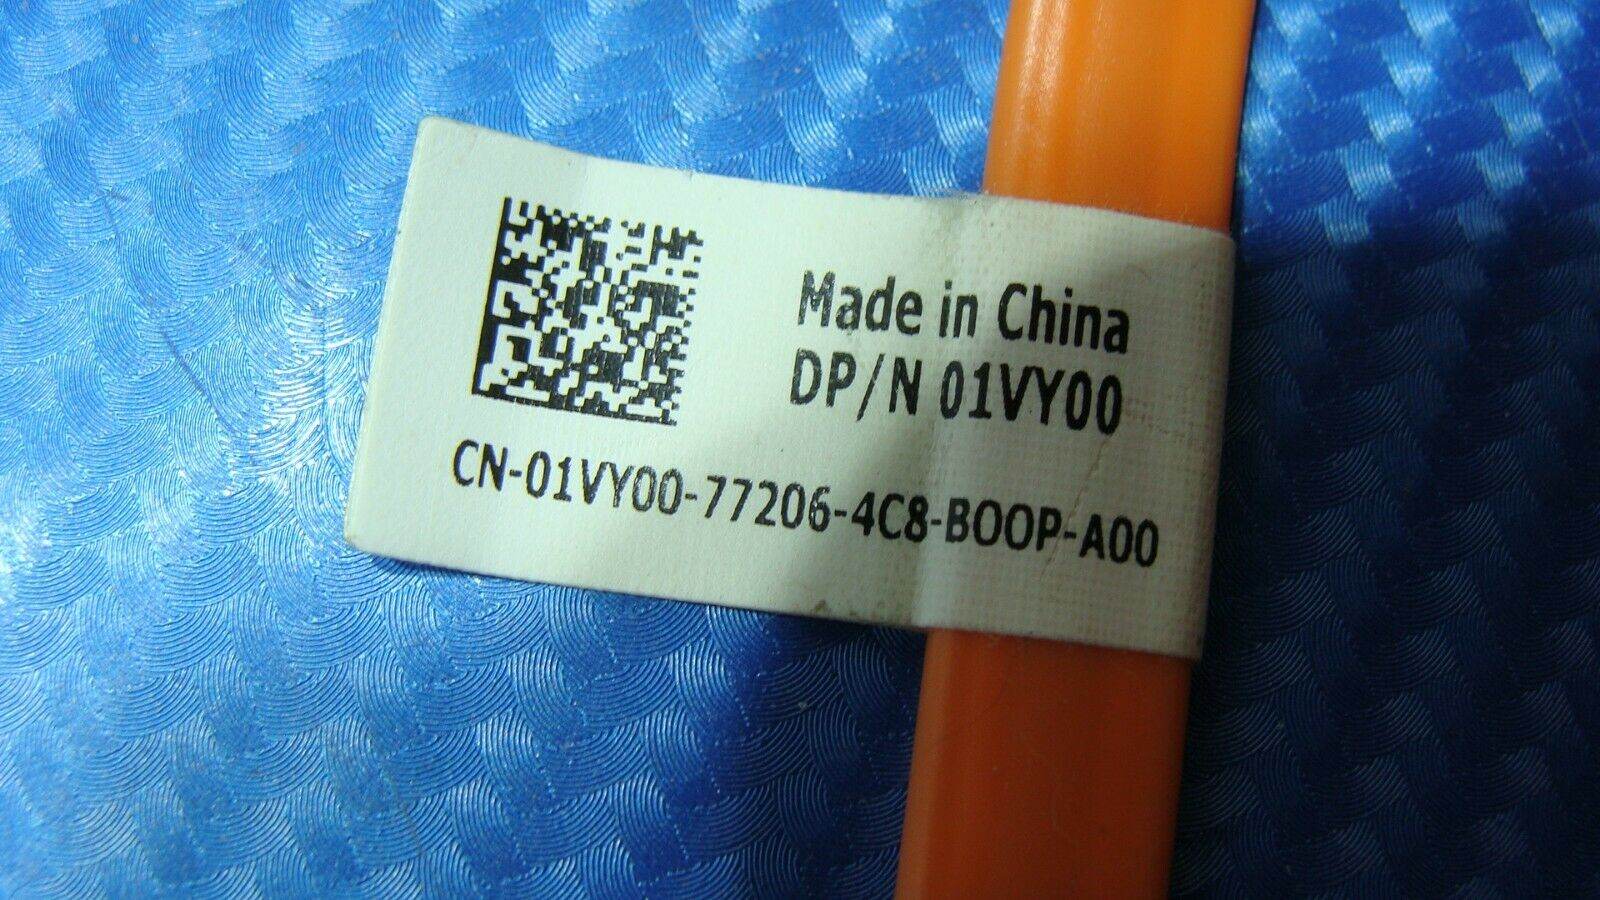 Made in China
DP/N 01VY00
CN-01VY00-77206-4C8-BOOP-A00